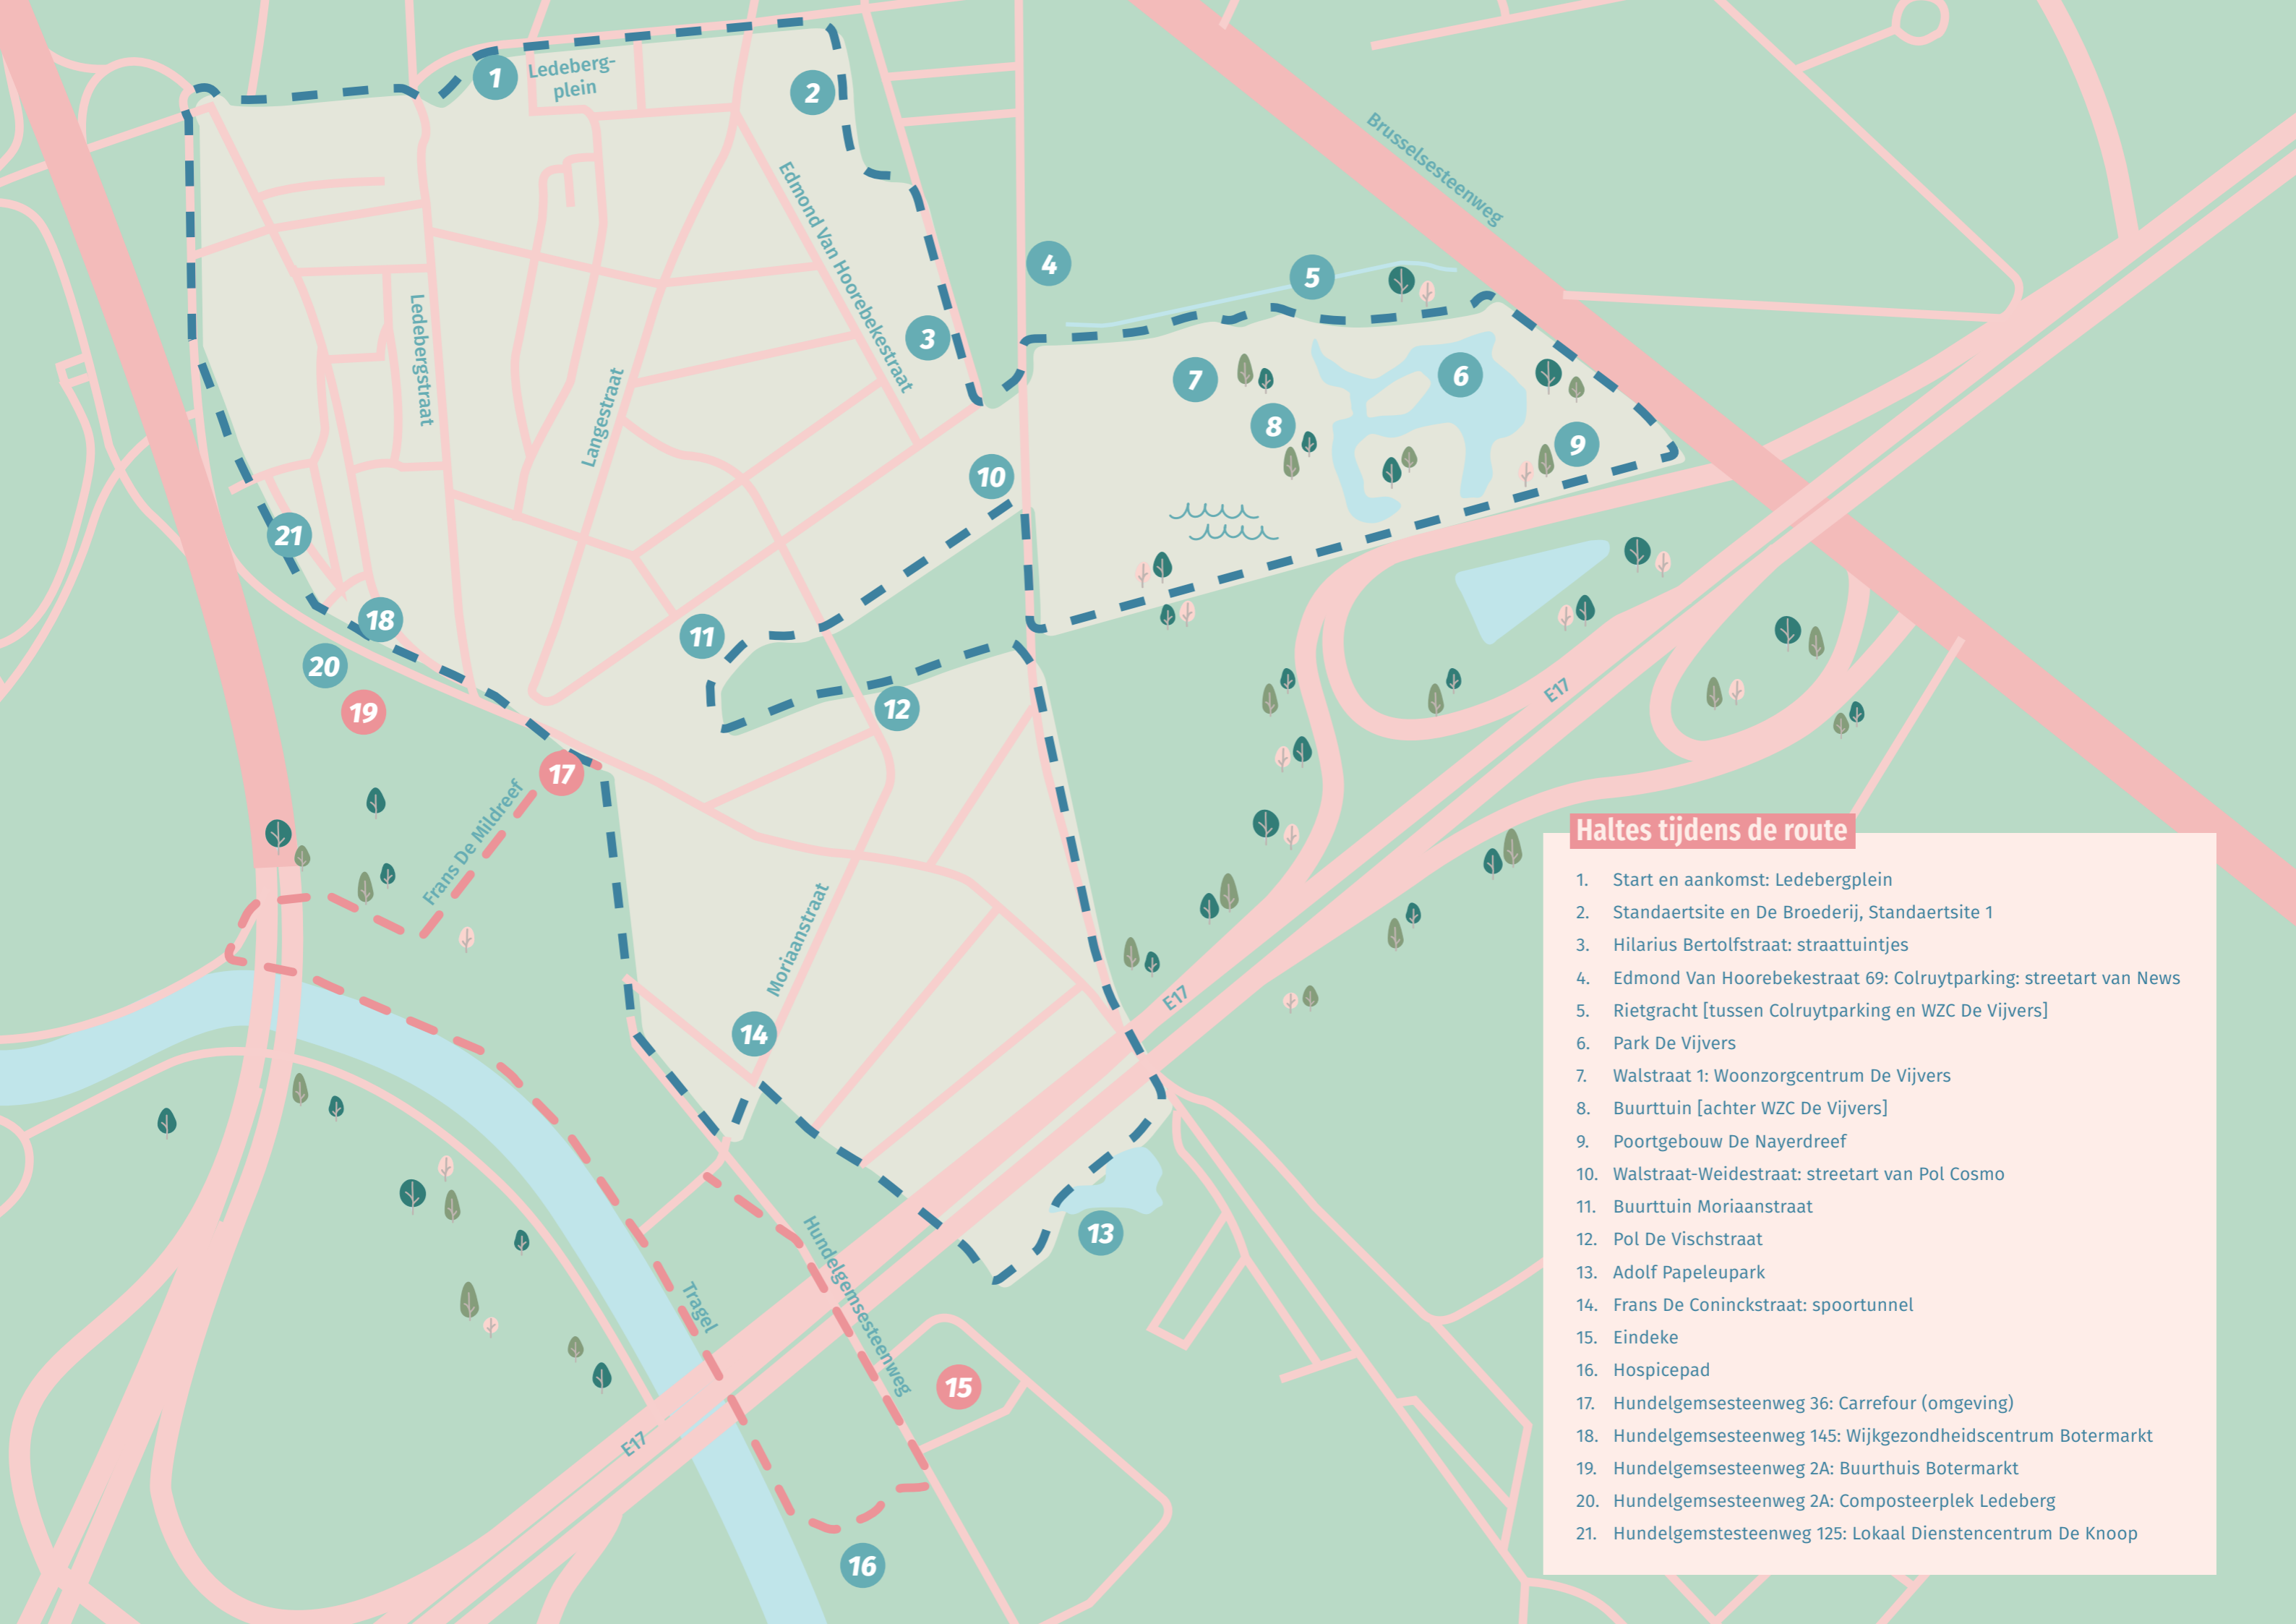 1
Ledeberg-
plein
2
Brusselsesteenweg
Edmond Van Hoorebekestraat
4
5
3
Ledebergstraat
Langestraat
7
6
8
9
10
21
18
11
20
19
12
E17
17
Frans De Mildreef
Moriaanstraat
E17
14
13
Hundelgemsesteenweg
Tragel
15
E17
16
Haltes tijdens de route
1. Start en aankomst: Ledebergplein
2. Standaertsite en De Broederij, Standaertsite 1
3. Hilarius Bertolfstraat: straattuintjes
4. Edmond Van Hoorebekestraat 69: Colruytparking: streetart van News
5. Rietgracht [tussen Colruytparking en WZC De Vijvers]
6. Park De Vijvers
7. Walstraat 1: Woonzorgcentrum De Vijvers
8. Buurttuin [achter WZC De Vijvers]
9. Poortgebouw De Nayerdreef
10. Walstraat-Weidestraat: streetart van Pol Cosmo
11. Buurttuin Moriaanstraat
12. Pol De Vischstraat
13. Adolf Papeleupark
14. Frans De Coninckstraat: spoortunnel
15. Eindeke
16. Hospicepad
17. Hundelgemsesteenweg 36: Carrefour (omgeving)
18. Hundelgemsesteenweg 145: Wijkgezondheidscentrum Botermarkt
19. Hundelgemsesteenweg 2A: Buurthuis Botermarkt
20. Hundelgemsesteenweg 2A: Composteerplek Ledeberg
21. Hundelgemstesteenweg 125: Lokaal Dienstencentrum De Knoop